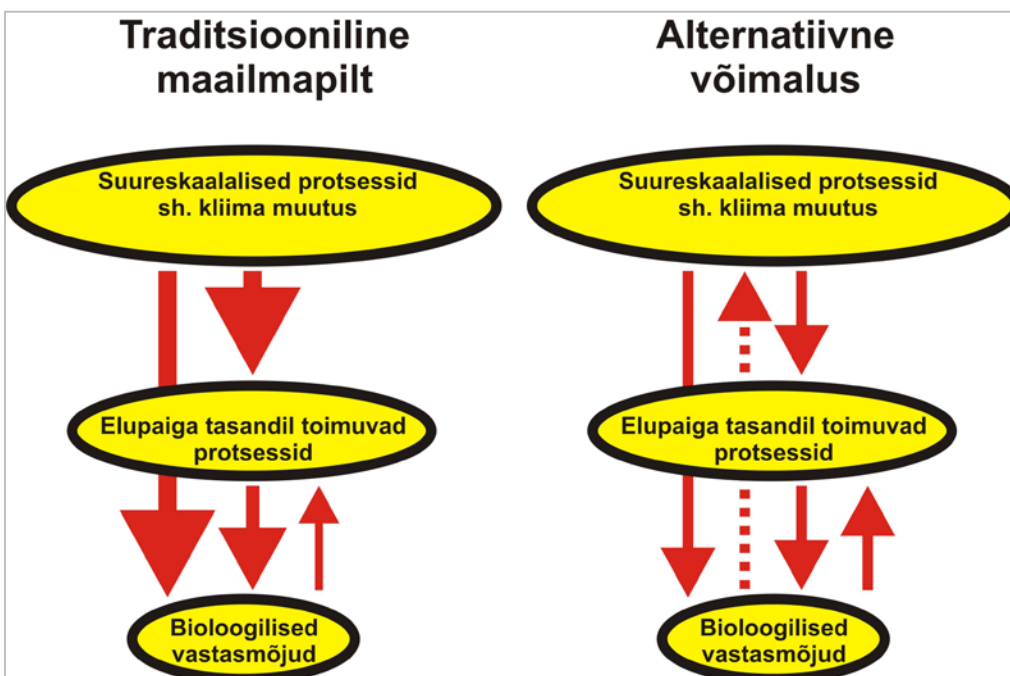 Traditsiooniline
maailmapilt
Suureskaalalised protsessid
sh. kliima muutus
Elupaiga tasandil toimuvad
protsessid
Bioloogilised
vastasmõjud
Alternatiivne
võimalus
Suureskaalalised protsessid
sh. kliima muutus
Elupaiga tasandil toimuvad
protsessid
Bioloogilised
vastasmõjud